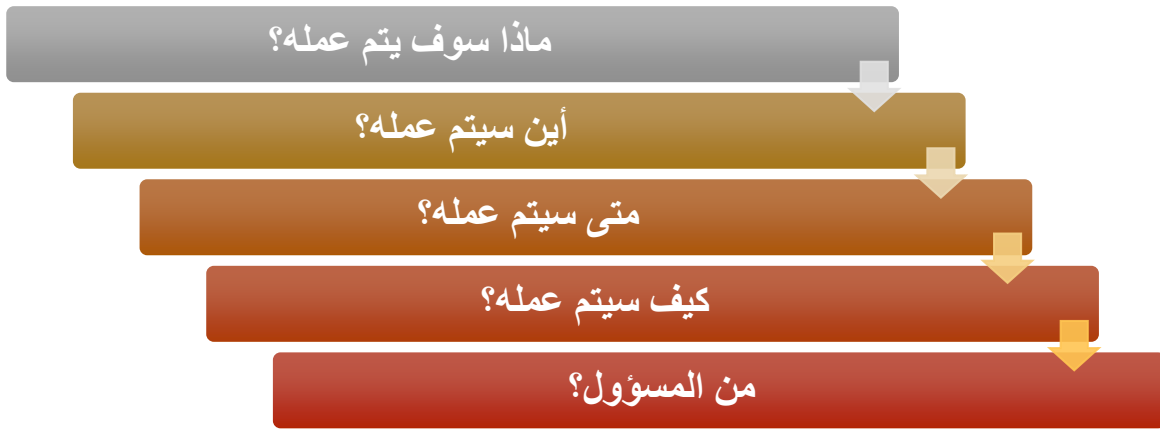 ماذا سوف يتم عمله؟
أين سيتم عمله؟
متى سيتم عمله؟
كيف سيتم عمله؟
من المسؤول؟